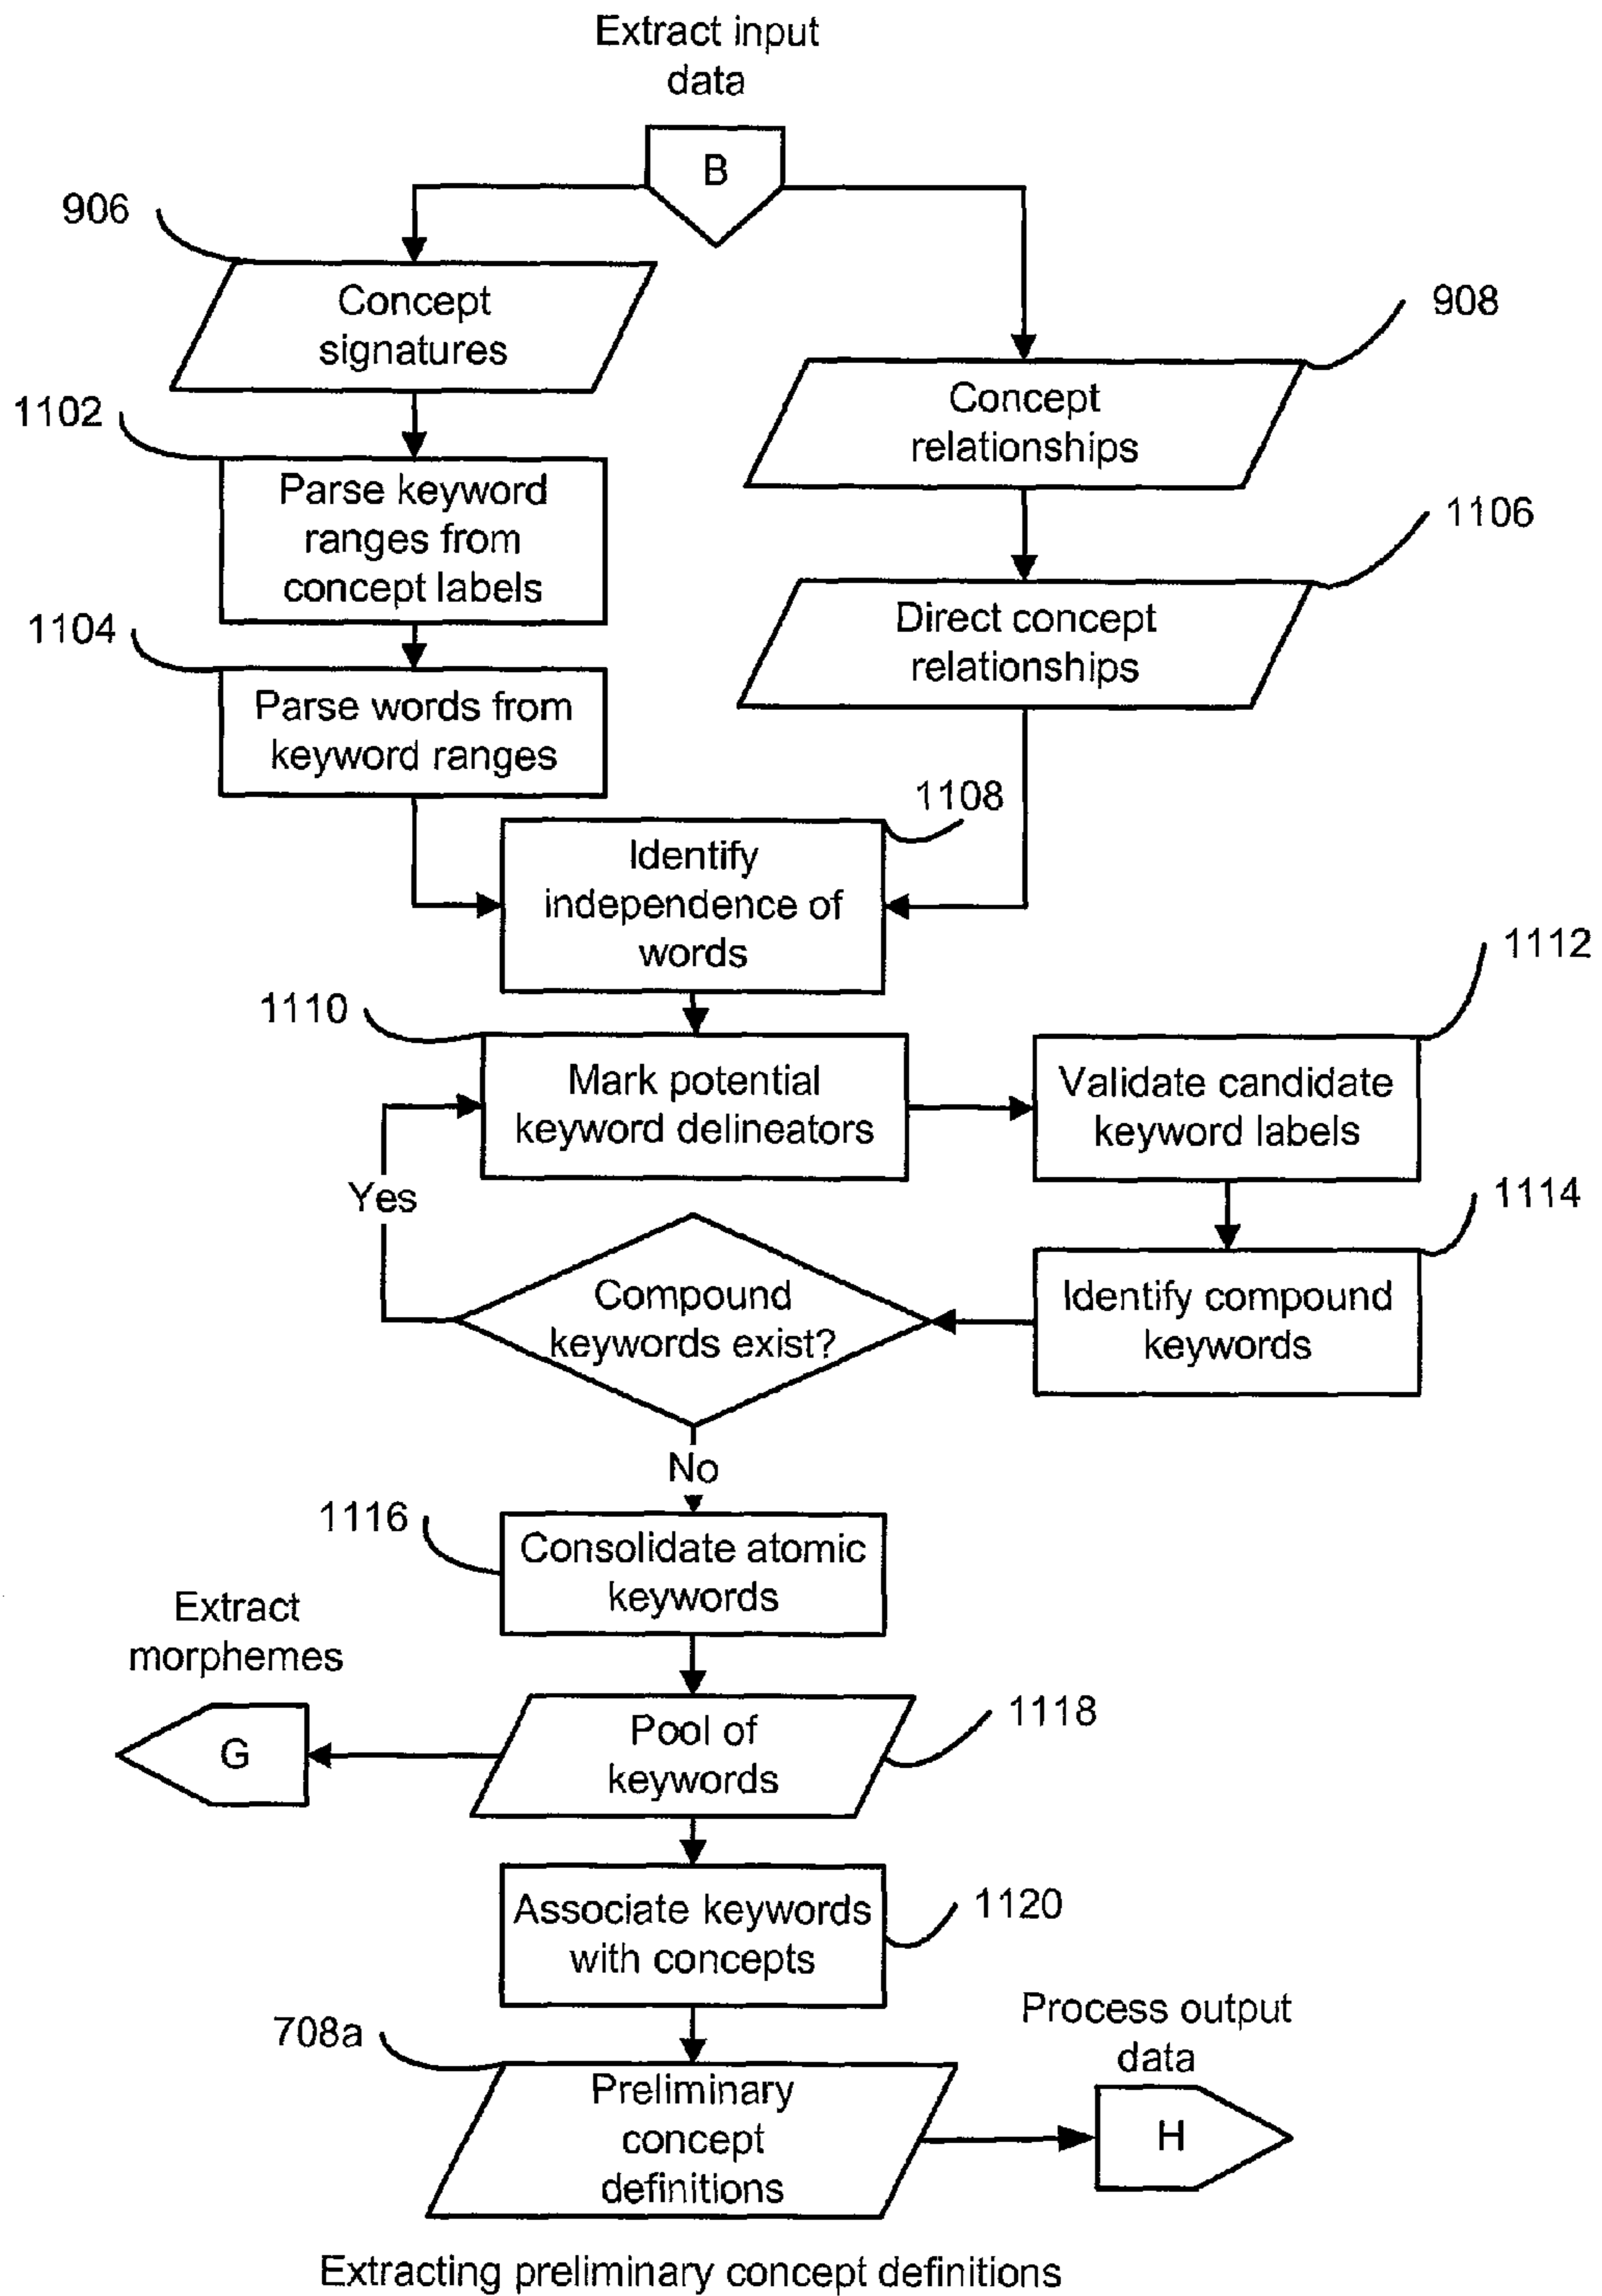 Extract input
data
B
906
Concept
signatures
908
Concept
relationships
1102
Parse keyword
ranges from
concept labels
1106
Direct concept
relationships
1104
Parse words from
keyword ranges
1108
Identify
independence of
words
1110
Mark potential
keyword delineators
1112
Validate candidate
keyword labels
Yes
1114
Identify compound
keywords
Compound
keywords exist?
No
1116
Consolidate atomic
keywords
Extract
morphemes
G
1118
Pool of
keywords
1120
Associate keywords
with concepts
708a
Preliminary
concept
definitions
Process output
data
H
Extracting preliminary concept definitions